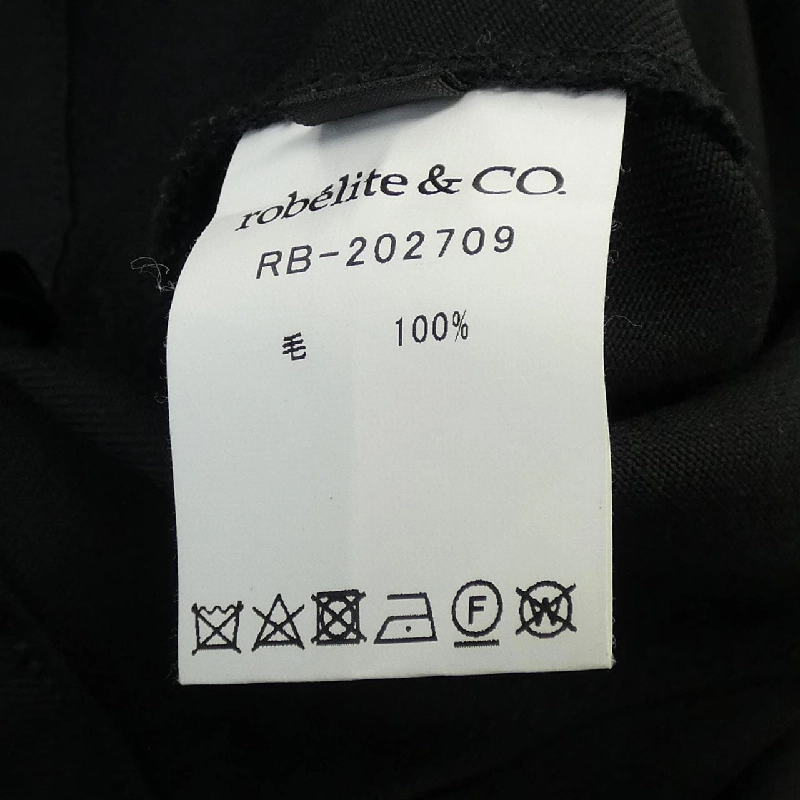 robélite & CO.
RB-202709
毛 100%
F
W